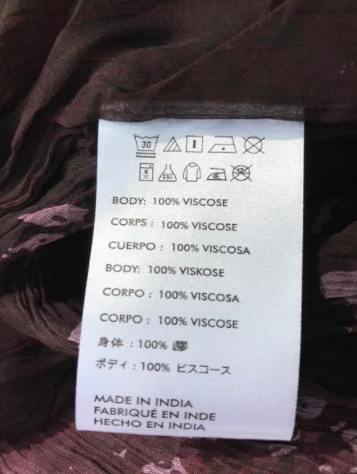 30
BODY: 100% VISCOSE
CORPS : 100% VISCOSE
CUERPO : 100% VISCOSA
BODY: 100% VISKOSE
CORPO : 100% VISCOSA
CORPO : 100% VISCOSE
身体 : 100%
ボディ : 100% ビスコース
MADE IN INDIA
FABRIQUÉ EN INDE
HECHO EN INDIA